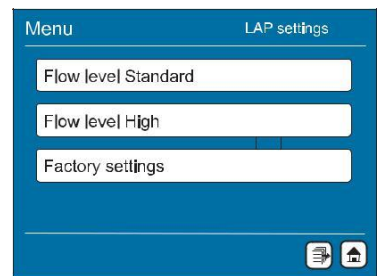 Menu
LAP settings
Flow level Standard
Flow level High
Factory settings